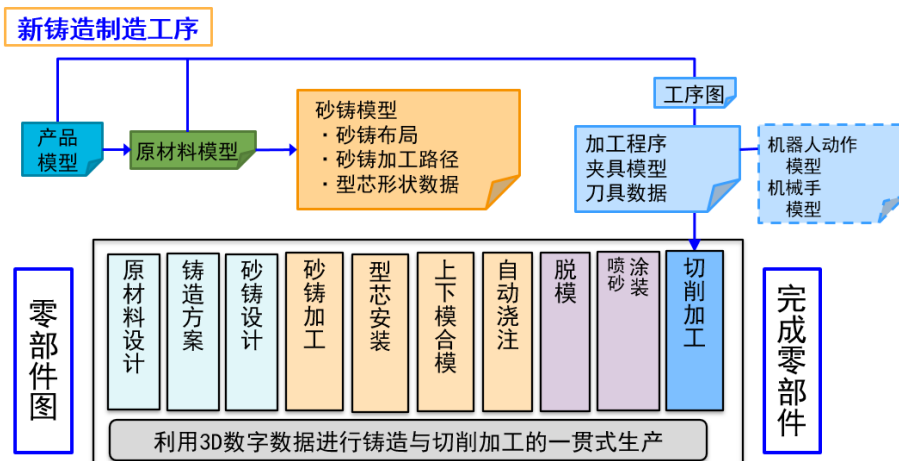 新铸造制造工序
工序图
产品
模型
原材料模型
砂铸模型
・砂铸布局
・砂铸加工路径
・型芯形状数据
加工程序
夹具模型
刀具数据
机器人动作
模型
机械手
模型
零部件图
原材料设计
铸造方案
砂铸设计
砂铸加工
型芯安装
上下模合模
自动浇注
脱模
涂装
喷砂
切削加工
完成零部件
利用3D数字数据进行铸造与切削加工的一贯式生产